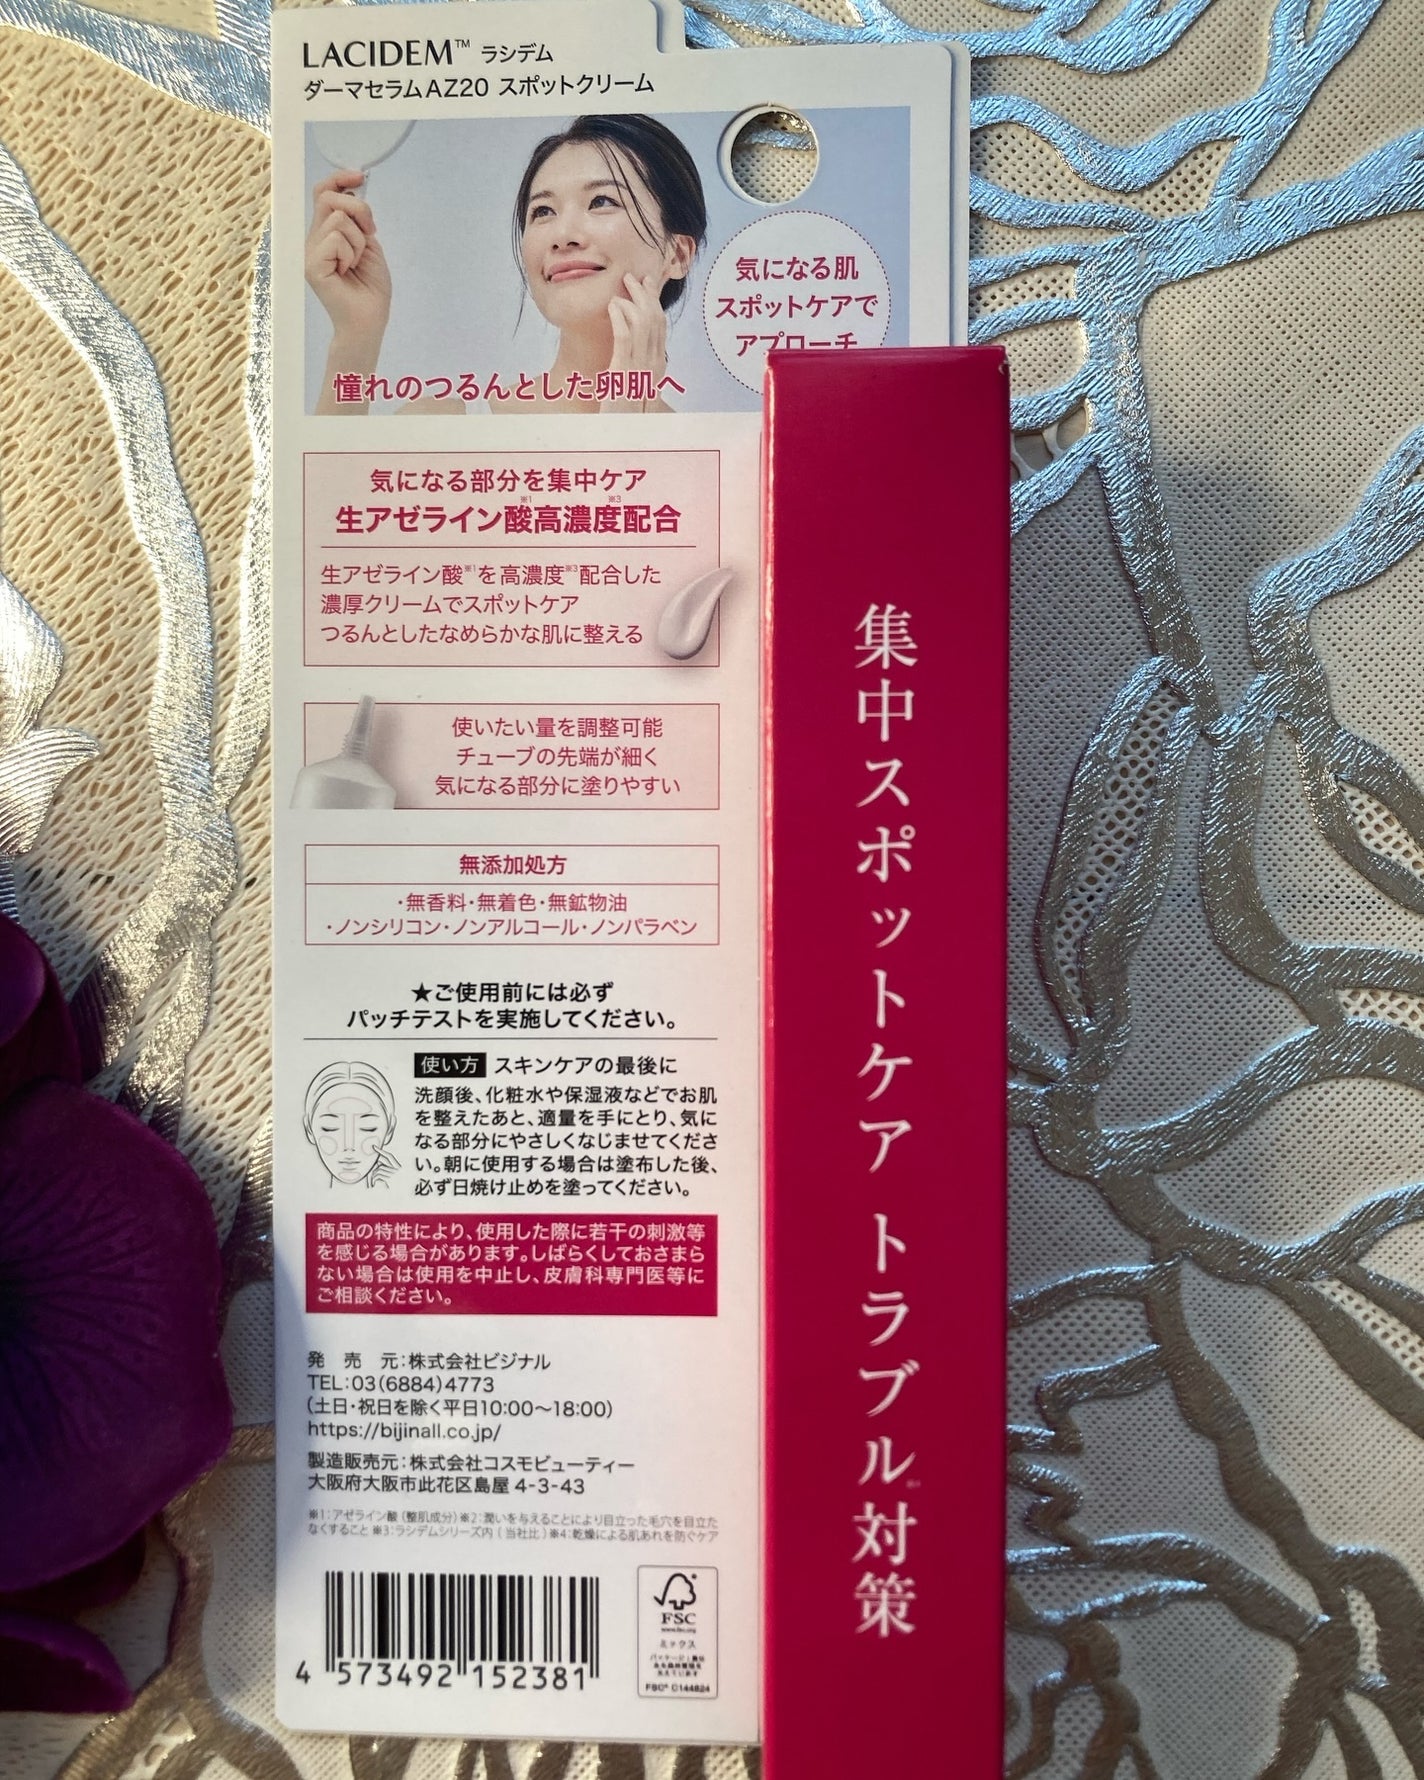 LACIDEM™ ラシデム
ダーマセラムAZ20 スポットクリーム
気になる肌
スポットケアで
アプローチ
憧れのつるんとした卵肌へ
気になる部分を集中ケア
生アゼライン酸※1高濃度※3配合
生アゼライン酸※1を高濃度※3配合した
濃厚クリームでスポットケア
つるんとしたなめらかな肌に整える
使いたい量を調整可能
チューブの先端が細く
気になる部分に塗りやすい
無添加処方
・無香料・無着色・無鉱物油
・ノンシリコン・ノンアルコール・ノンパラベン
★ご使用前には必ず
パッチテストを実施してください。
使い方 スキンケアの最後に
洗顔後、化粧水や保湿液などでお肌
を整えたあと、適量を手にとり、気に
なる部分にやさしくなじませてくださ
い。朝に使用する場合は塗布した後、
必ず日焼け止めを塗ってください。
商品の特性により、使用した際に若干の刺激等
を感じる場合があります。しばらくしておさまら
ない場合は使用を中止し、皮膚科専門医等に
ご相談ください。
発 売 元：株式会社ビジナル
TEL：03（6884）4773
（土日・祝日を除く平日10：00～18：00）
https://bijinall.co.jp/
製造販売元：株式会社コスモビューティー
大阪府大阪市此花区島屋 4-3-43
※1：アゼライン酸（整肌成分）※2：潤いを与えることにより目立った毛穴を目立た
なくすること ※3：ラシデムシリーズ内（当社比）※4：乾燥による肌あれを防ぐケア
4 573492 152381
FSC
www.fsc.org
ミックス
FSC® C144824
集中スポットケア トラブル対策